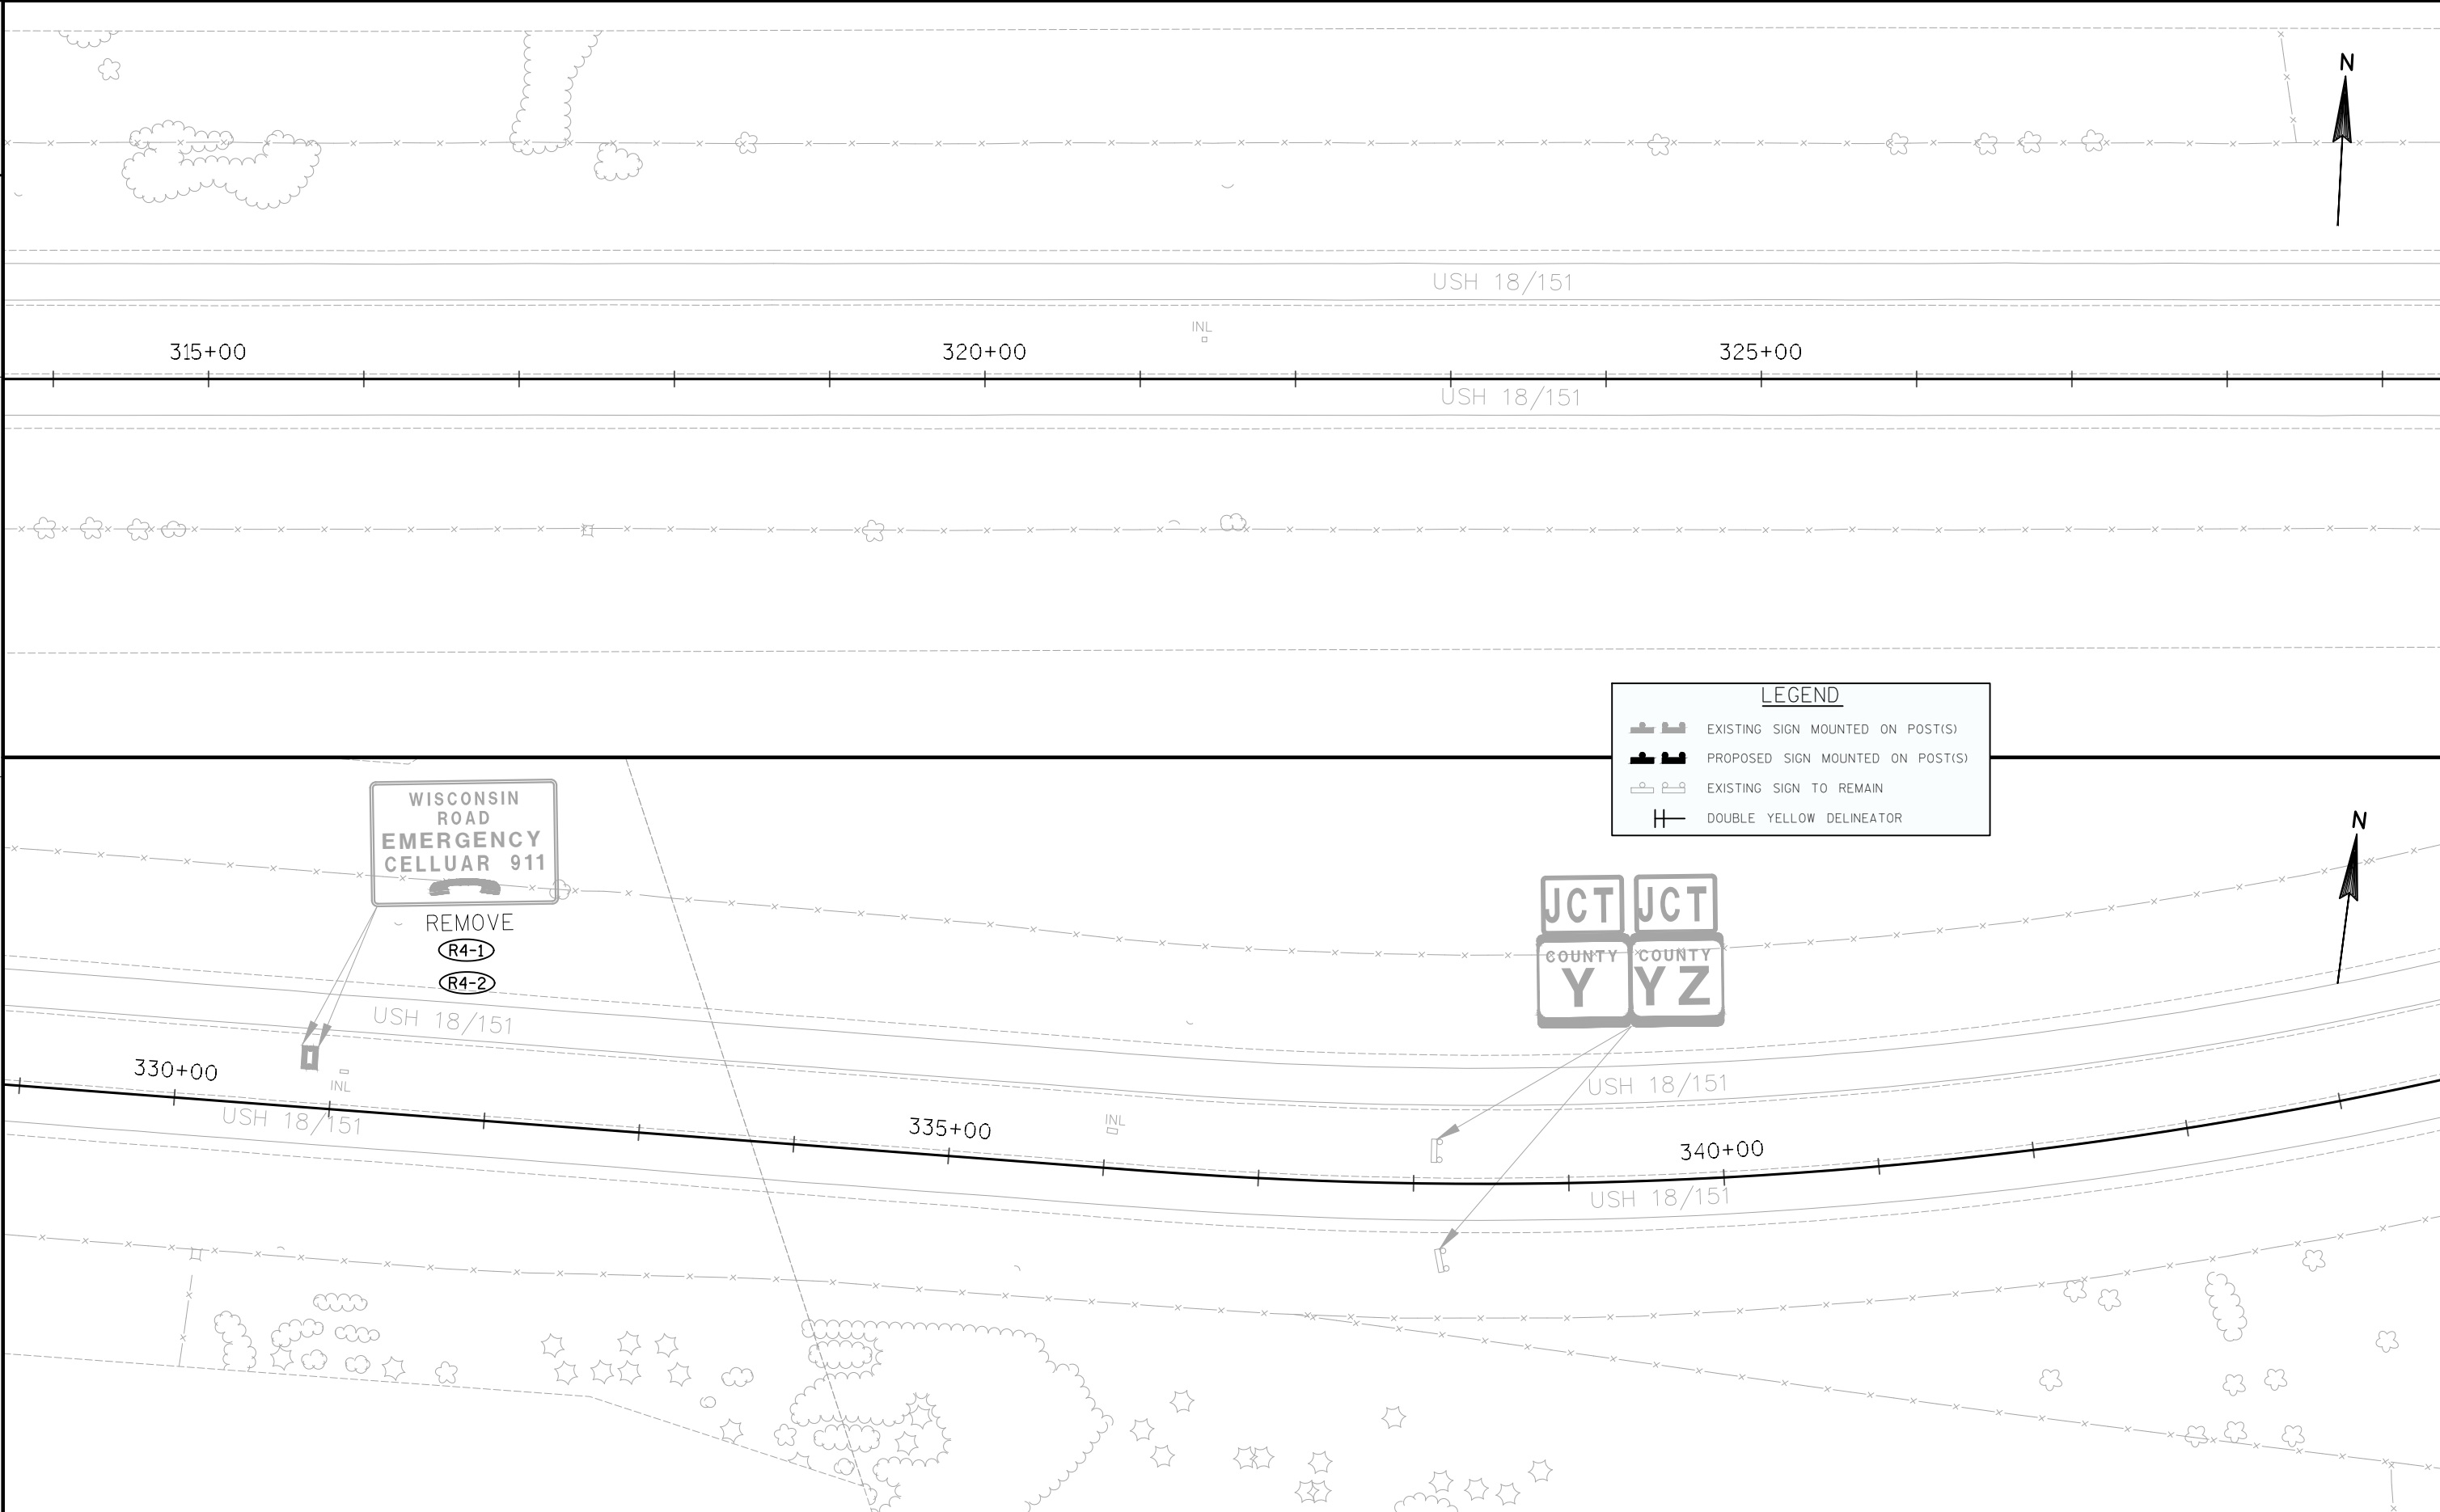 N
USH 18/151
INL
315+00
320+00
325+00
USH 18/151
LEGEND
EXISTING SIGN MOUNTED ON POST(S)
PROPOSED SIGN MOUNTED ON POST(S)
EXISTING SIGN TO REMAIN
DOUBLE YELLOW DELINEATOR
WISCONSIN
ROAD
EMERGENCY
CELLUAR 911
REMOVE
R4-1
R4-2
N
JCT JCT
COUNTY COUNTY
Y YZ
USH 18/151
330+00
INL
USH 18/151
335+00
INL
USH 18/151
340+00
USH 18/151